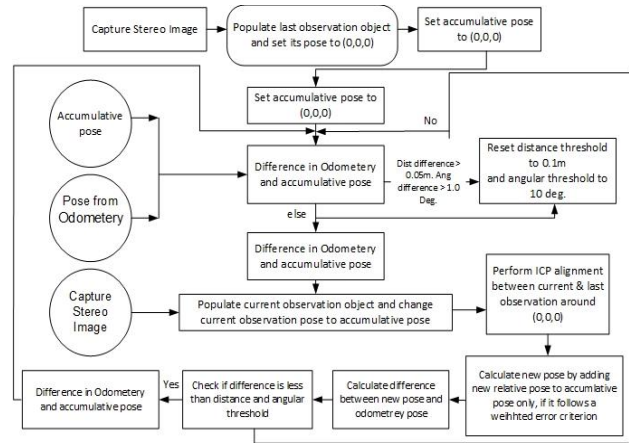 Capture Stereo Image
Populate last observation object
and set its pose to (0,0,0)
Set accumulative pose
to (0,0,0)
Set accumulative pose to
(0,0,0)
No
Accumulative
pose
Difference in Odometry
and accumulative pose
Dist difference >
0.05m. Ang
difference > 1.0
Deg.
Reset distance threshold
to 0.1m
and angular threshold to
10 deg.
Pose from
Odometery
else
Difference in Odometry
and accumulative pose
Capture
Stereo
Image
Populate current observation object and change
current observation pose to accumulative pose
Perform ICP alignment
between current & last
observation around
(0,0,0)
Difference in Odometery
and accumulative pose
Yes
Check if difference is less
than distance and angular
threshold
Calculate difference
between new pose and
odometrey pose
Calculate new pose by adding
new relative pose to accumlative
pose only, if it follows a
weihhted error criterion